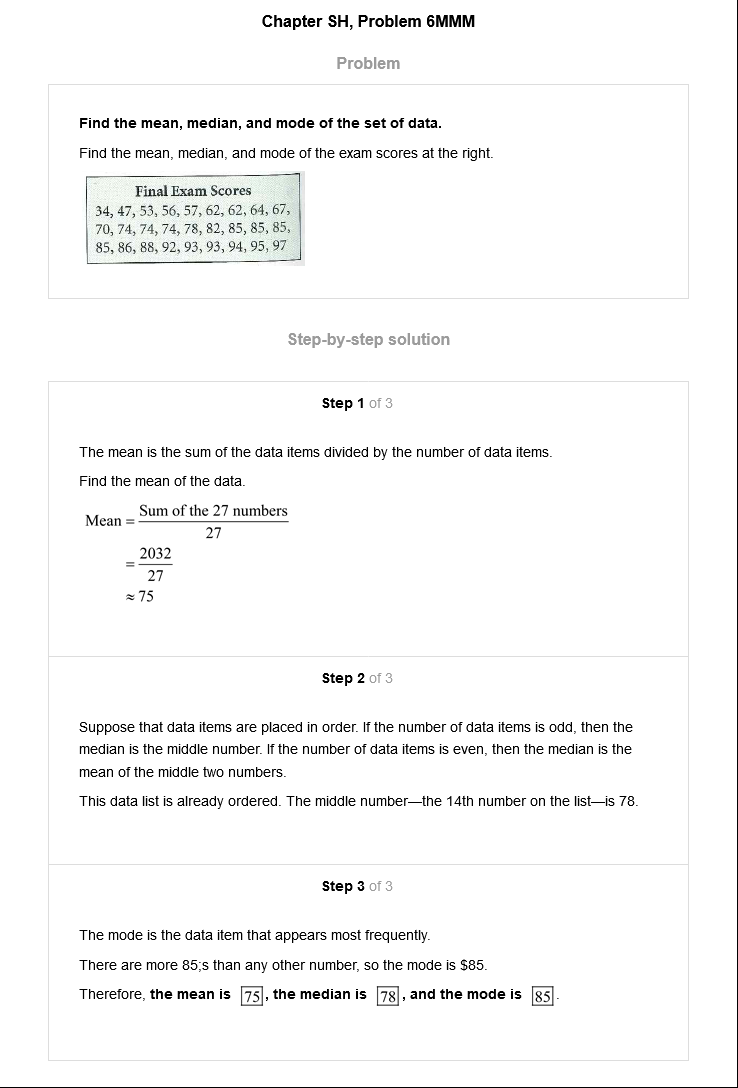 Chapter SH, Problem 6MMM
Problem
Find the mean, median, and mode of the set of data.
Find the mean, median, and mode of the exam scores at the right.
Final Exam Scores
34, 47, 53, 56, 57, 62, 62, 64, 67,
70, 74, 74, 74, 78, 82, 85, 85, 85,
85, 86, 88, 92, 93, 93, 94, 95, 97
Step-by-step solution
Step 1 of 3
The mean is the sum of the data items divided by the number of data items.
Find the mean of the data.
Mean = Sum of the 27 numbers
27
= 2032
27
≈ 75
Step 2 of 3
Suppose that data items are placed in order. If the number of data items is odd, then the
median is the middle number. If the number of data items is even, then the median is the
mean of the middle two numbers.
This data list is already ordered. The middle number—the 14th number on the list—is 78.
Step 3 of 3
The mode is the data item that appears most frequently.
There are more 85;s than any other number, so the mode is $85.
Therefore, the mean is 75, the median is 78, and the mode is 85.